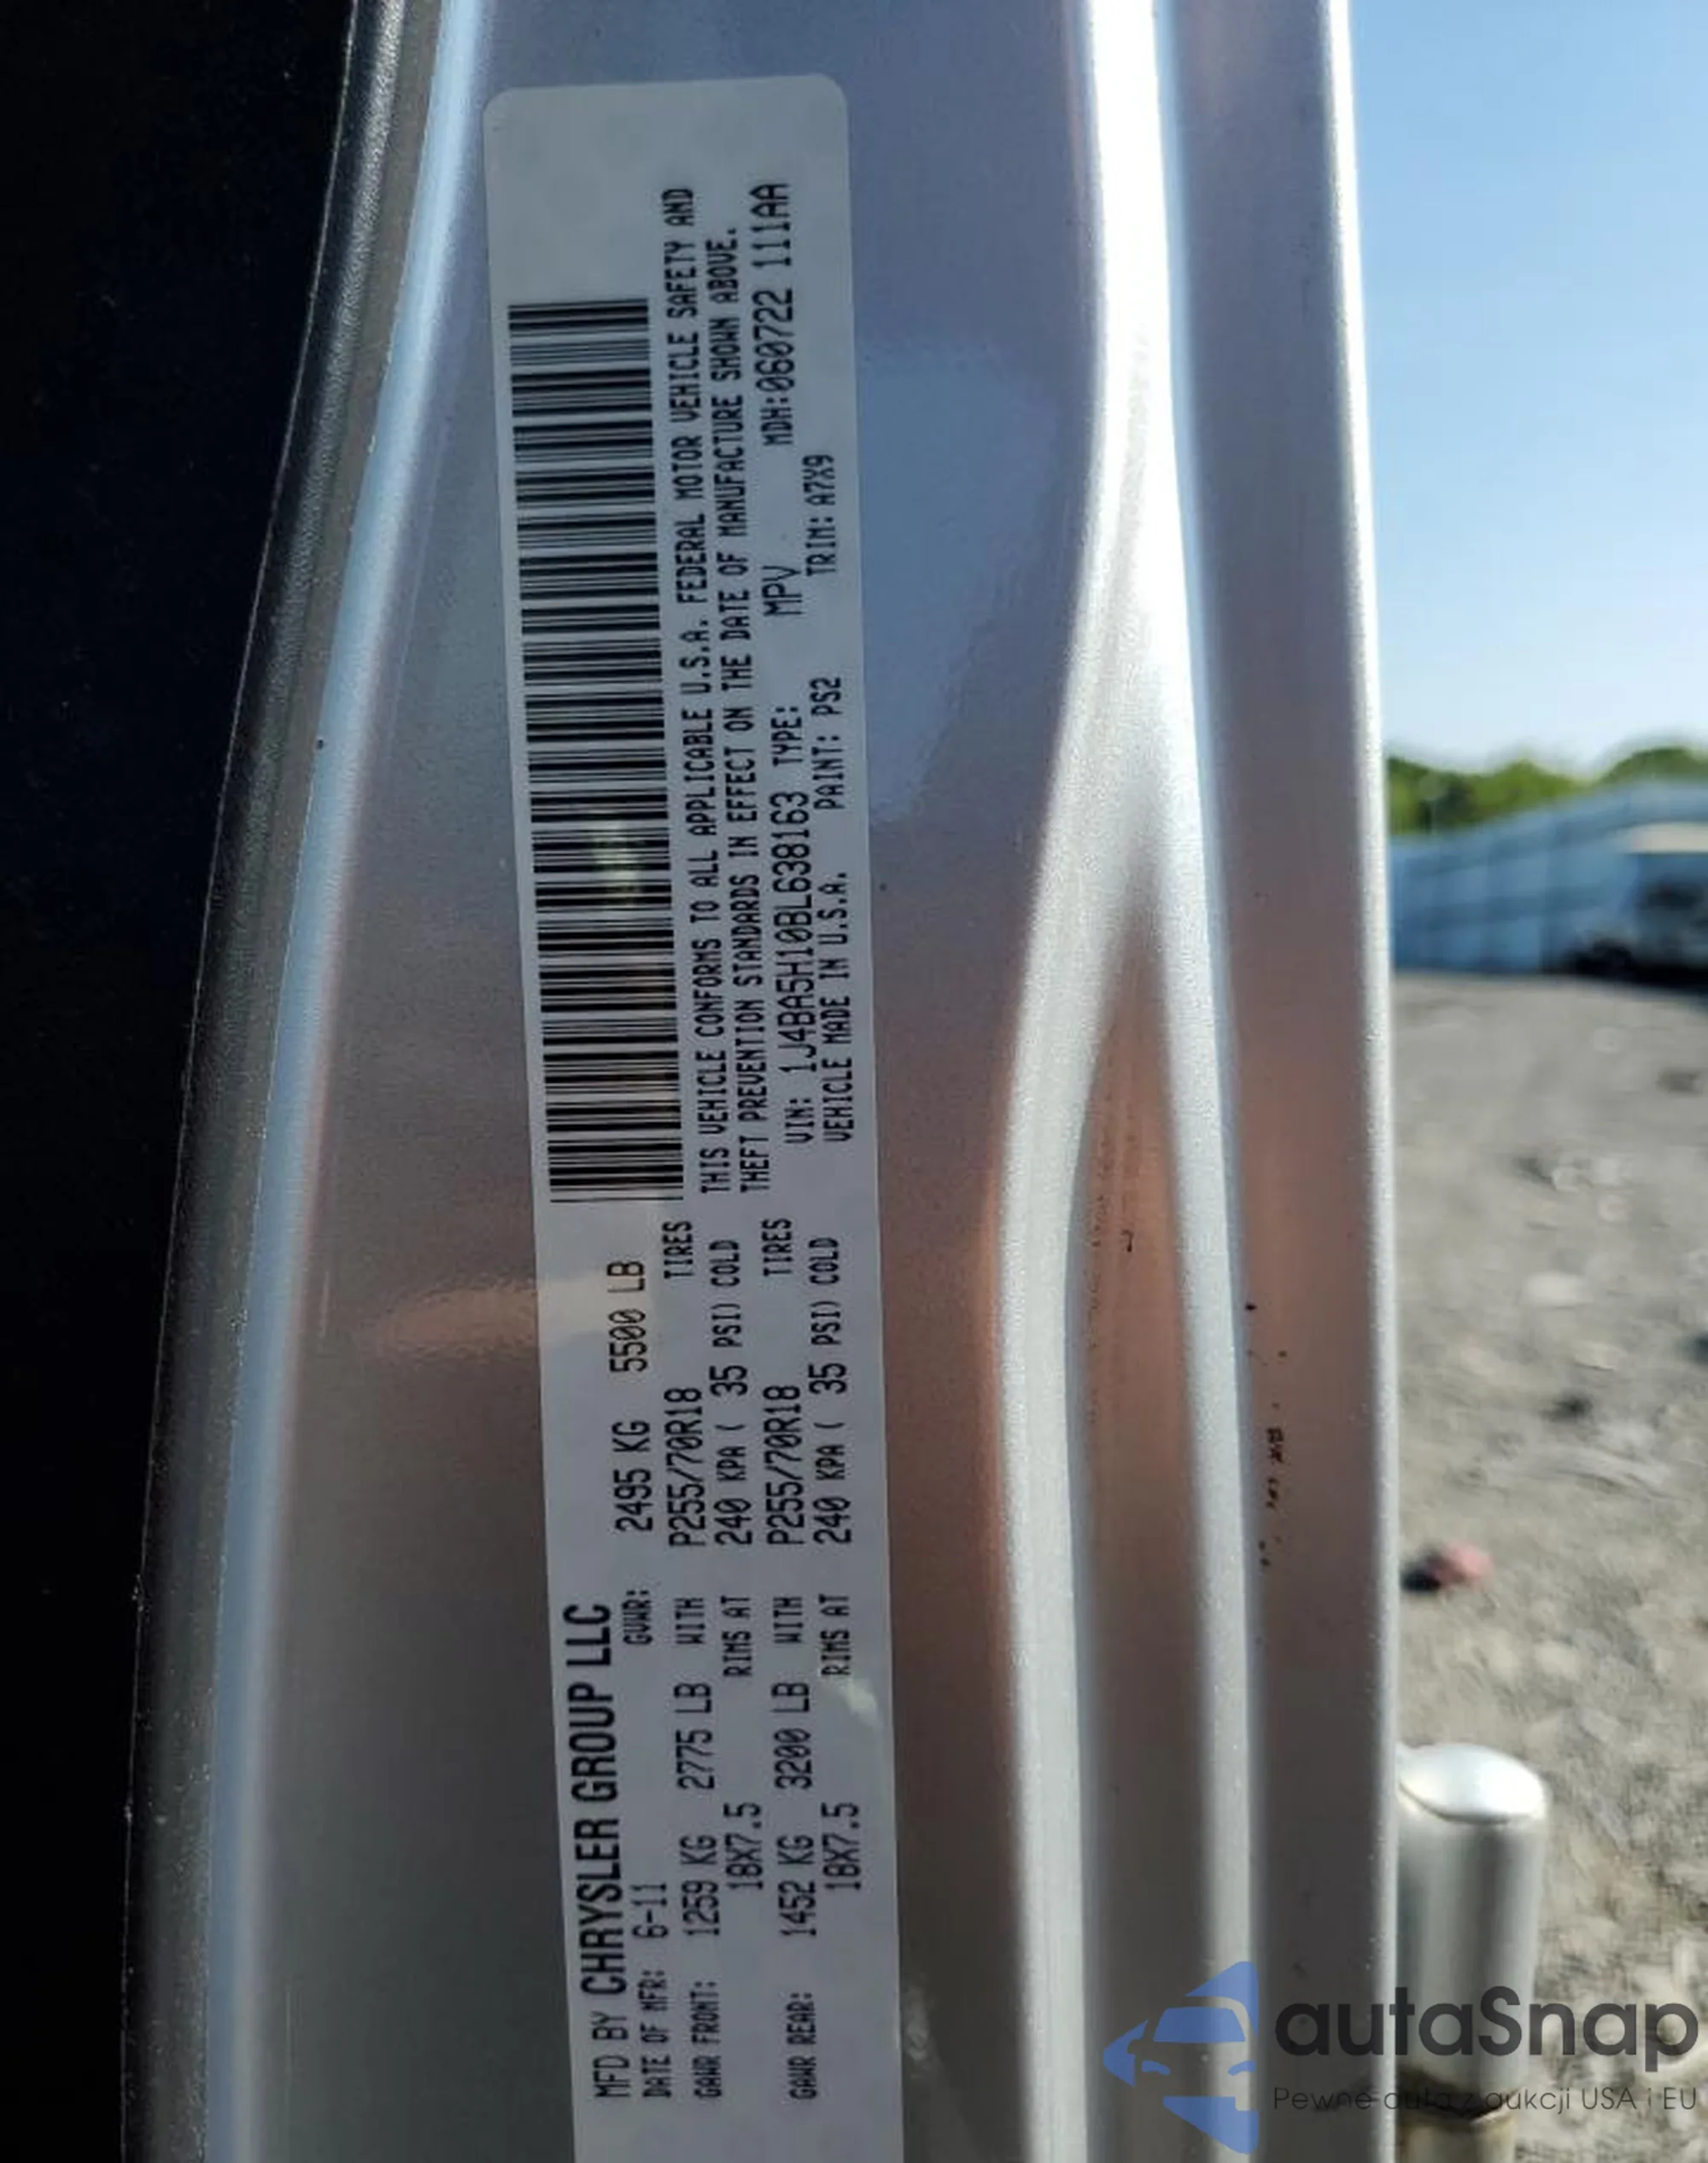 MFD BY CHRYSLER GROUP LLC
DATE OF MFR: 6-11 GVWR: 2495 KG 5500 LB
GAWR FRONT: 1259 KG 2775 LB WITH P255/70R18 TIRES
18X7.5 RIMS AT 240 KPA ( 35 PSI) COLD
GAWR REAR: 1452 KG 3200 LB WITH P255/70R18 TIRES
18X7.5 RIMS AT 240 KPA ( 35 PSI) COLD
THIS VEHICLE CONFORMS TO ALL APPLICABLE U.S.A. FEDERAL MOTOR VEHICLE SAFETY AND
THEFT PREVENTION STANDARDS IN EFFECT ON THE DATE OF MANUFACTURE SHOWN ABOVE.
VIN: 1J4BA5H10BL638163 TYPE: MPV MDH:060722 111AA
VEHICLE MADE IN U.S.A. PAINT: PS2 TRIM: A7X9
autaSnap
Pewne auta z aukcji USA i EU